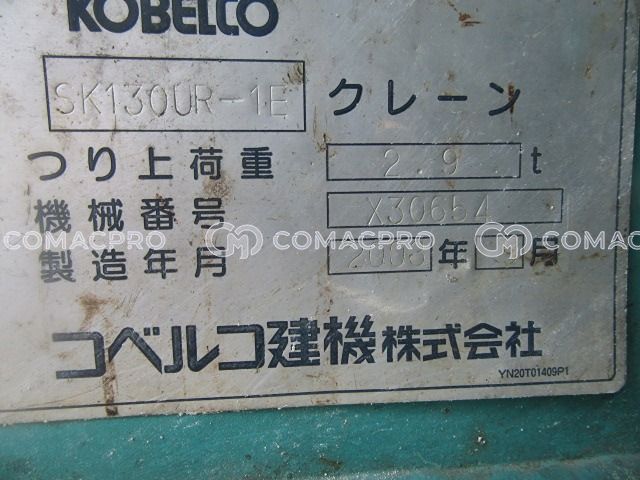 KOBELCO
SK130UR-1E クレーン
つり上荷重 2.9 t
機械番号 X30654
COMACPRO COMACPRO COMACPRO
製造年月 年 月
コベルコ建機株式会社
YN20T01409P1